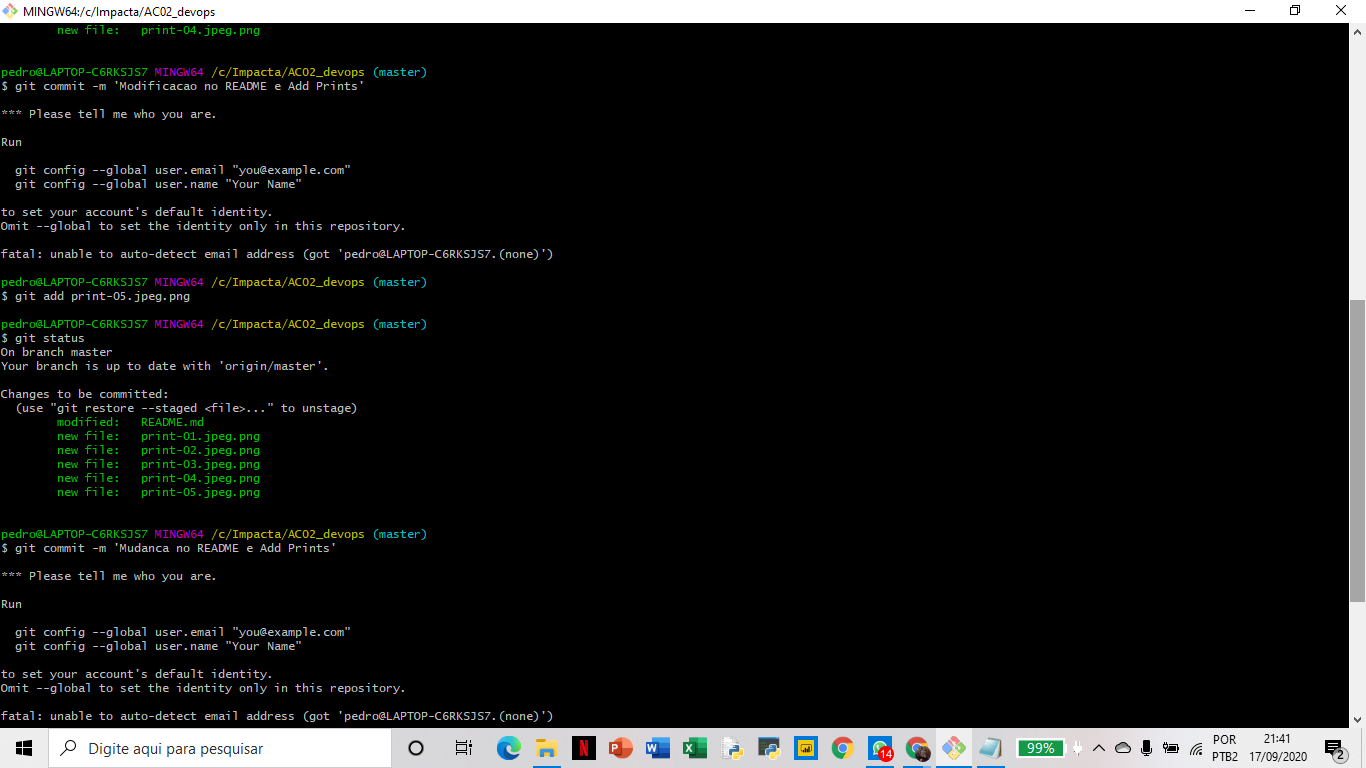 MINGW64:/c/Impacta/AC02_devops
new file:   print-04.jpeg.png
pedro@LAPTOP-C6RKSJS7 MINGW64 /c/Impacta/AC02_devops (master)
$ git commit -m 'Modificacao no README e Add Prints'
*** Please tell me who you are.
Run
git config --global user.email "you@example.com"
git config --global user.name "Your Name"
to set your account's default identity.
Omit --global to set the identity only in this repository.
fatal: unable to auto-detect email address (got 'pedro@LAPTOP-C6RKSJS7.(none)')
pedro@LAPTOP-C6RKSJS7 MINGW64 /c/Impacta/AC02_devops (master)
$ git add print-05.jpeg.png
pedro@LAPTOP-C6RKSJS7 MINGW64 /c/Impacta/AC02_devops (master)
$ git status
On branch master
Your branch is up to date with 'origin/master'.
Changes to be committed:
(use "git restore --staged <file>..." to unstage)
modified:   README.md
new file:   print-01.jpeg.png
new file:   print-02.jpeg.png
new file:   print-03.jpeg.png
new file:   print-04.jpeg.png
new file:   print-05.jpeg.png
pedro@LAPTOP-C6RKSJS7 MINGW64 /c/Impacta/AC02_devops (master)
$ git commit -m 'Mudanca no README e Add Prints'
*** Please tell me who you are.
Run
git config --global user.email "you@example.com"
git config --global user.name "Your Name"
to set your account's default identity.
Omit --global to set the identity only in this repository.
fatal: unable to auto-detect email address (got 'pedro@LAPTOP-C6RKSJS7.(none)')
Digite aqui para pesquisar
N
P
W
X
14
99%
POR
PTB2
21:41
17/09/2020
2